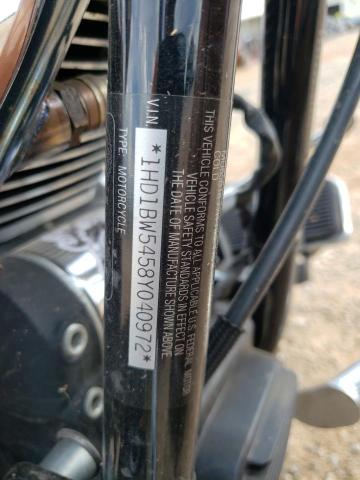 COLD
THIS VEHICLE CONFORMS TO ALL APPLICABLE U.S. FEDERAL MOTOR
VEHICLE SAFETY STANDARDS IN EFFECT ON
THE DATE OF MANUFACTURE SHOWN ABOVE
V.I.N.
*1HD1BW5458Y040972*
TYPE: MOTORCYCLE